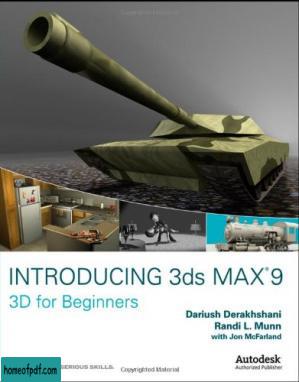 INTRODUCING 3ds MAX® 9
3D for Beginners
Dariush Derakhshani
Randi L. Munn
with Jon McFarland
Autodesk
Authorized Publisher
SERIOUS SKILLS.
Copyrighted Material
homeofpdf.com